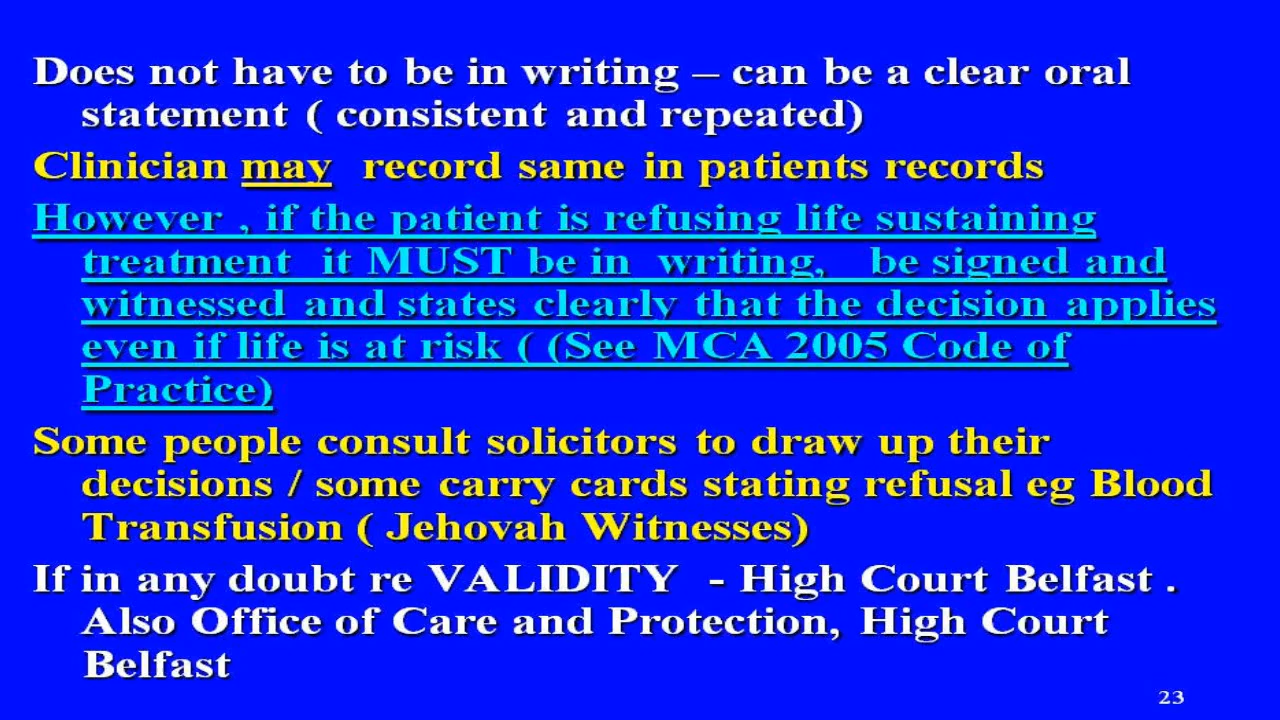 Does not have to be in writing – can be a clear oral
statement ( consistent and repeated)
Clinician may record same in patients records
However , if the patient is refusing life sustaining
treatment it MUST be in writing, be signed and
witnessed and states clearly that the decision applies
even if life is at risk ( (See MCA 2005 Code of
Practice)
Some people consult solicitors to draw up their
decisions / some carry cards stating refusal eg Blood
Transfusion ( Jehovah Witnesses)
If in any doubt re VALIDITY - High Court Belfast .
Also Office of Care and Protection, High Court
Belfast
23